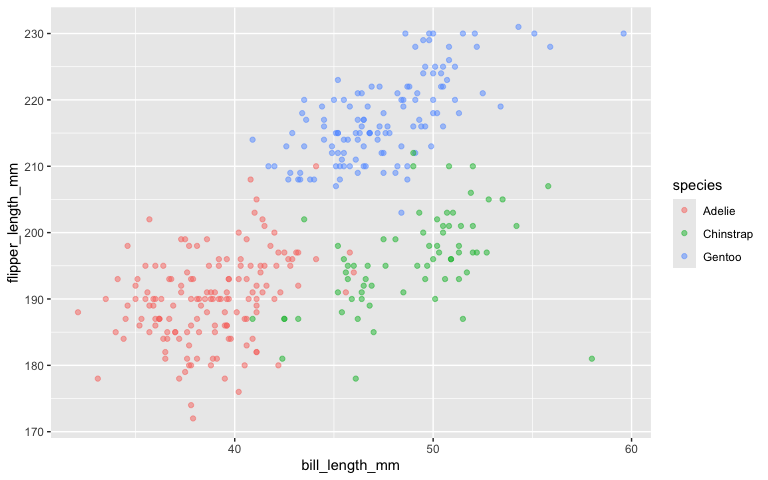 230
220
210
200
190
180
170
flipper_length_mm
40
50
60
bill_length_mm
species
Adelie
Chinstrap
Gentoo